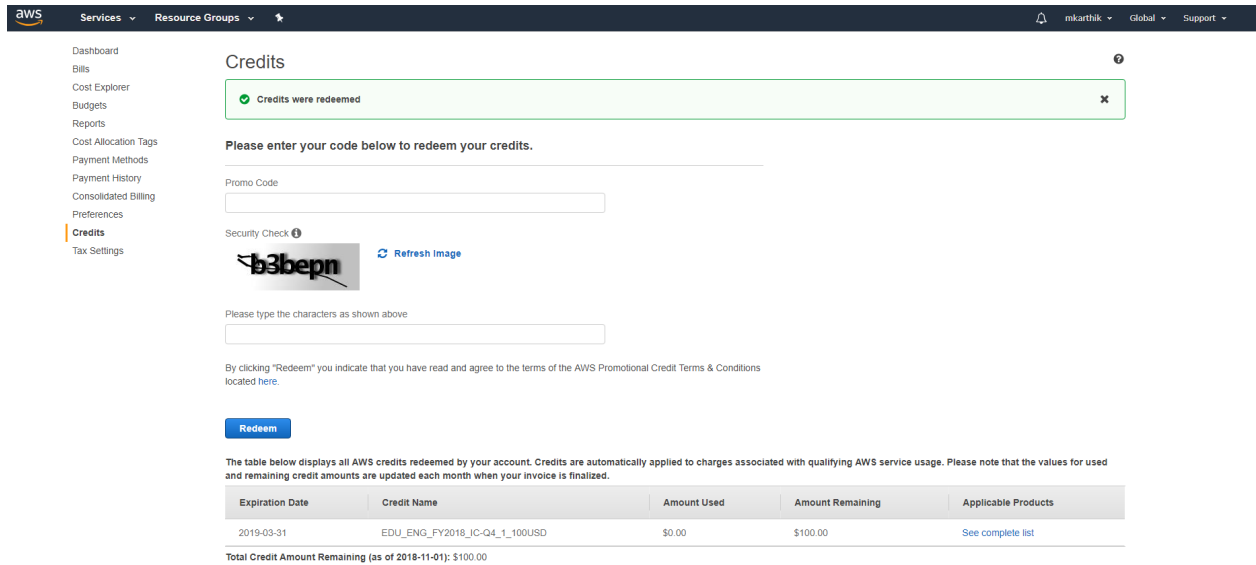 aws Services Resource Groups mkarthik Global Support
Dashboard
Bills
Cost Explorer
Budgets
Reports
Cost Allocation Tags
Payment Methods
Payment History
Consolidated Billing
Preferences
Credits
Tax Settings
Credits
Credits were redeemed
Please enter your code below to redeem your credits.
Promo Code
Security Check
b3bepn
Refresh Image
Please type the characters as shown above
By clicking "Redeem" you indicate that you have read and agree to the terms of the AWS Promotional Credit Terms & Conditions
located here.
Redeem
The table below displays all AWS credits redeemed by your account. Credits are automatically applied to charges associated with qualifying AWS service usage. Please note that the values for used
and remaining credit amounts are updated each month when your invoice is finalized.
Expiration Date Credit Name Amount Used Amount Remaining Applicable Products
2019-03-31 EDU_ENG_FY2018_IC-Q4_1_100USD $0.00 $100.00 See complete list
Total Credit Amount Remaining (as of 2018-11-01): $100.00